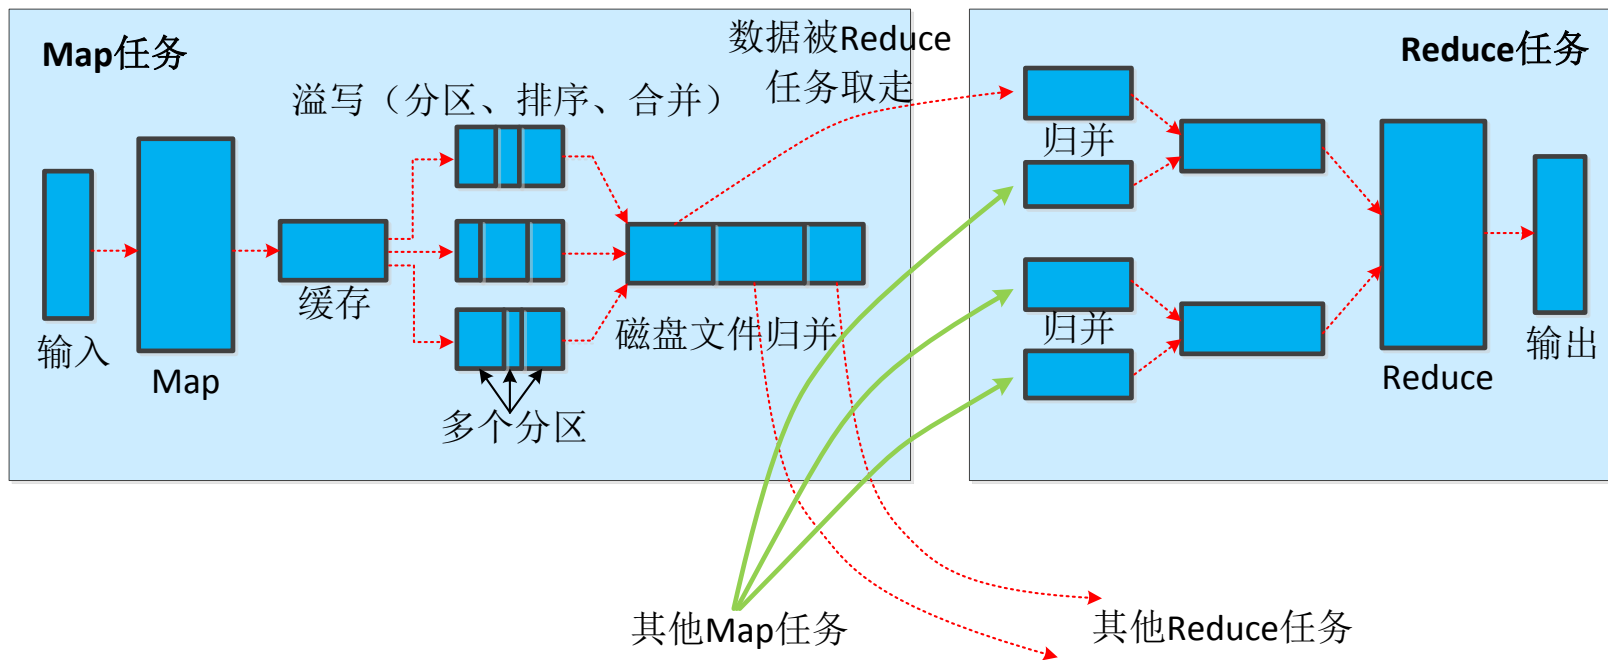 Map任务
数据被Reduce
任务取走
Reduce任务
溢写（分区、排序、合并）
归并
缓存
输入
Map
磁盘文件归并
多个分区
归并
Reduce
输出
其他Map任务
其他Reduce任务